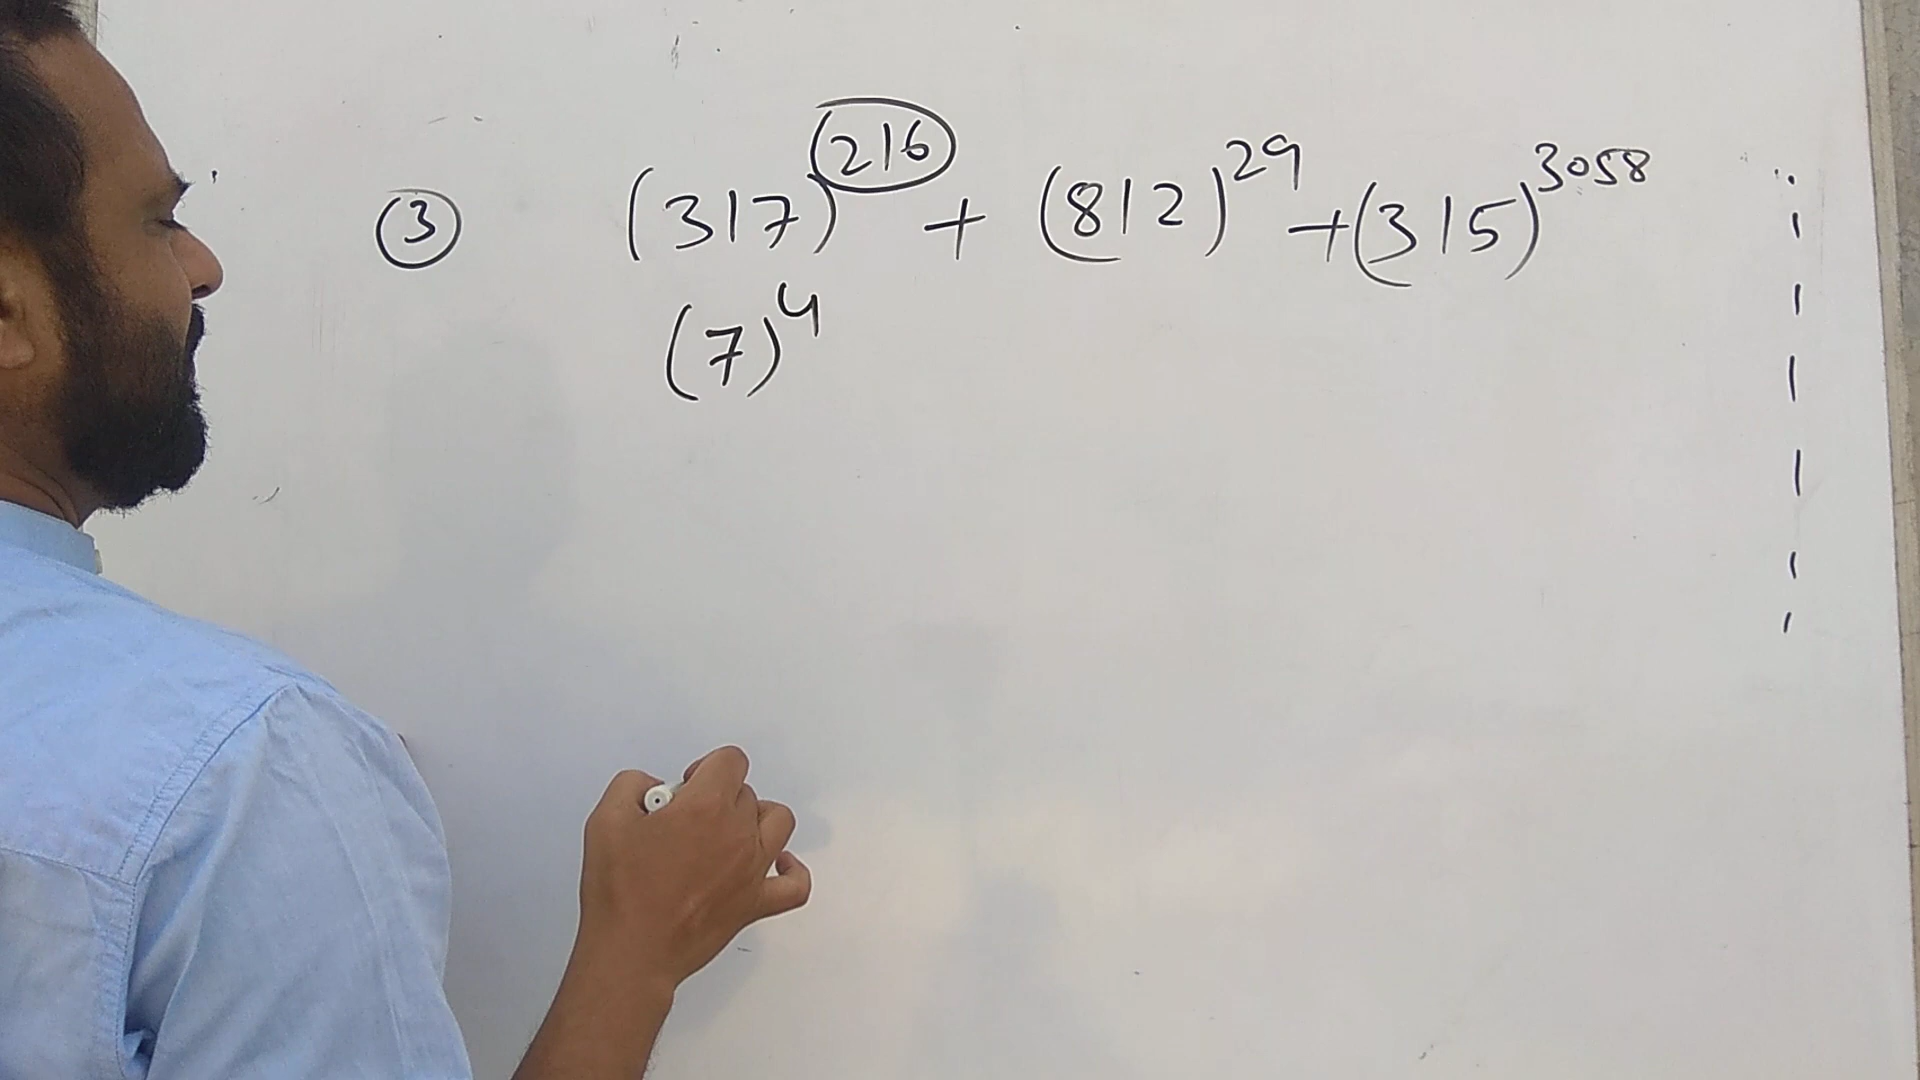 ③ (317)^216 + (812)^29 + (315)^3058
(7)^4